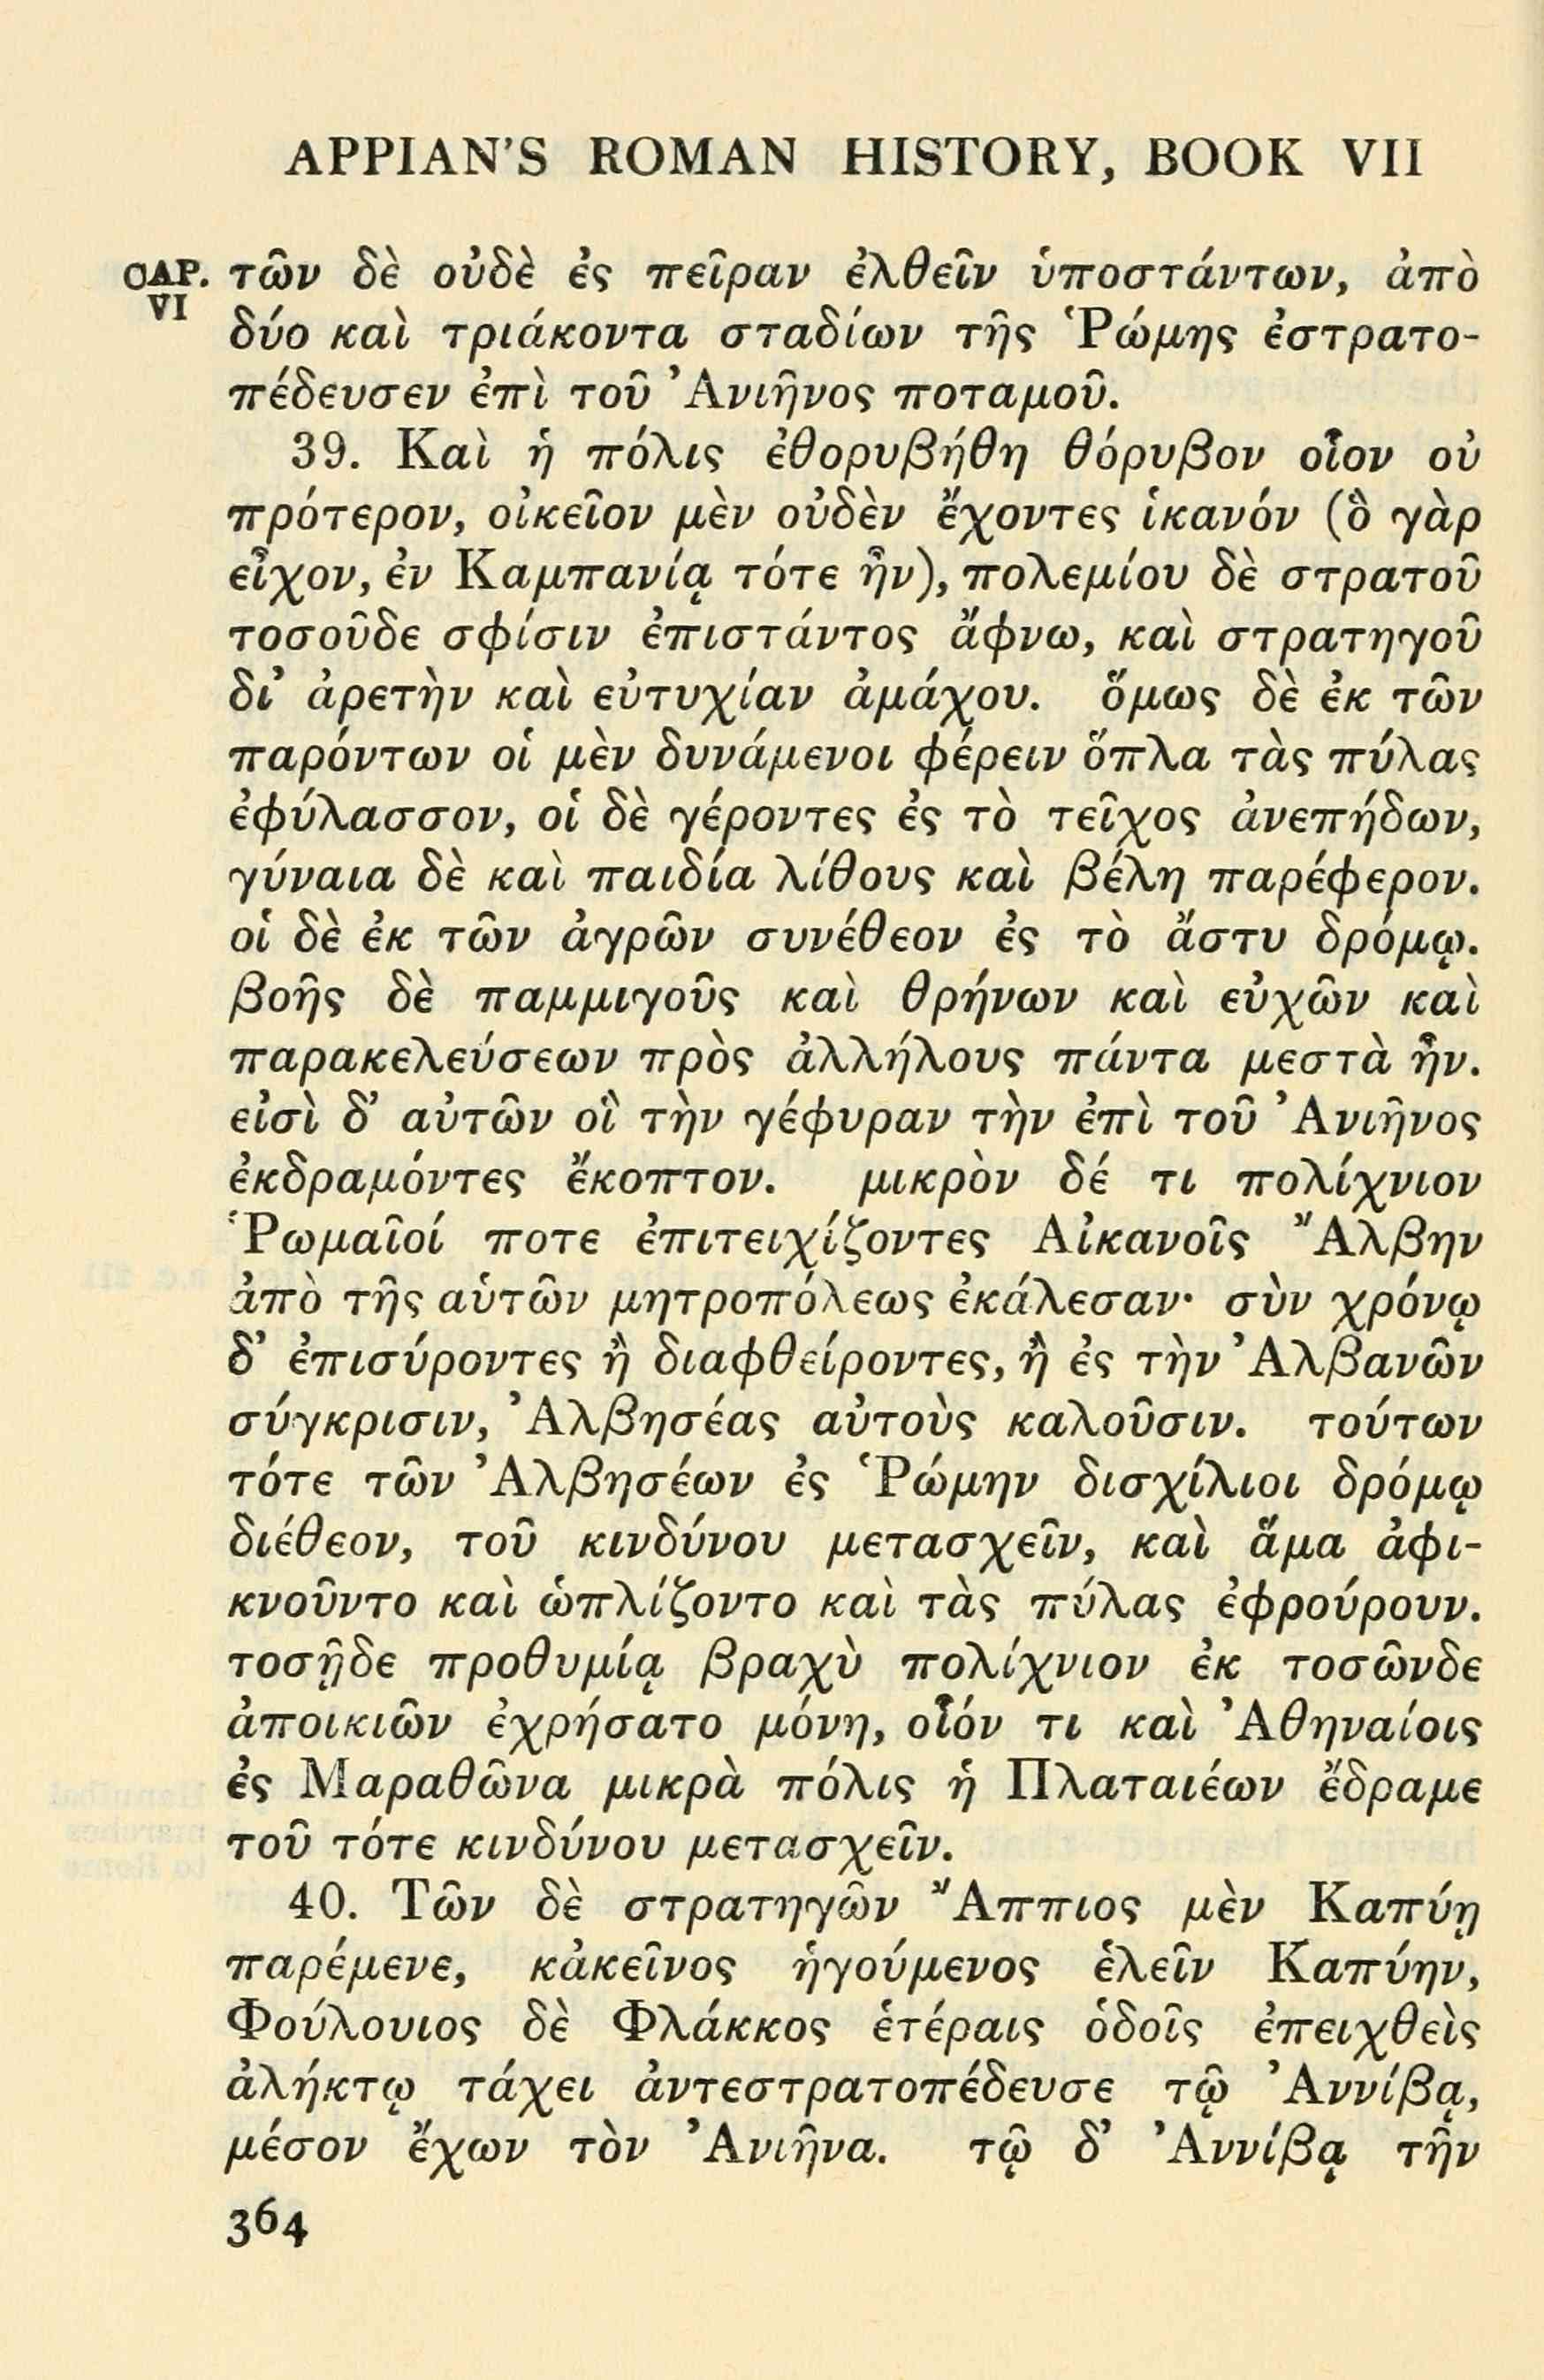 APPIAN'S ROMAN HISTORY, BOOK VII
CAP. τῶν δὲ οὐδὲ ἐς πεῖραν ἐλθεῖν ὑποστάντων, ἀπὸ
VI δύο καὶ τριάκοντα σταδίων τῆς Ῥώμης ἐστρατο-
πέδευσεν ἐπὶ τοῦ Ἀνιῆνος ποταμοῦ.
39. Καὶ ἡ πόλις ἐθορυβήθη θόρυβον οἷον οὐ
πρότερον, οἰκεῖον μὲν οὐδὲν ἔχοντες ἱκανόν (ὃ γὰρ
εἶχον, ἐν Καμπανίᾳ τότε ἦν), πολεμίου δὲ στρατοῦ
τοσοῦδε σφίσιν ἐπιστάντος ἄφνω, καὶ στρατηγοῦ
δι' ἀρετὴν καὶ εὐτυχίαν ἀμάχου. ὅμως δὲ ἐκ τῶν
παρόντων οἱ μὲν δυνάμενοι φέρειν ὅπλα τὰς πύλας
ἐφύλασσον, οἱ δὲ γέροντες ἐς τὸ τεῖχος ἀνεπήδων,
γύναια δὲ καὶ παιδία λίθους καὶ βέλη παρέφερον.
οἱ δὲ ἐκ τῶν ἀγρῶν συνέθεον ἐς τὸ ἄστυ δρόμῳ.
βοῆς δὲ παμμιγοῦς καὶ θρήνων καὶ εὐχῶν καὶ
παρακελεύσεων πρὸς ἀλλήλους πάντα μεστὰ ἦν.
εἰσὶ δ' αὐτῶν οἳ τὴν γέφυραν τὴν ἐπὶ τοῦ Ἀνιῆνος
ἐκδραμόντες ἔκοπτον. μικρὸν δέ τι πολίχνιον
Ῥωμαῖοί ποτε ἐπιτειχίζοντες Αἰκανοῖς Ἄλβην
ἀπὸ τῆς αὑτῶν μητροπόλεως ἐκάλεσαν· σὺν χρόνῳ
δ' ἐπισύροντες ἢ διαφθείροντες, ἢ ἐς τὴν Ἀλβανῶν
σύγκρισιν, Ἀλβησέας αὐτοὺς καλοῦσιν. τούτων
τότε τῶν Ἀλβησέων ἐς Ῥώμην δισχίλιοι δρόμῳ
διέθεον, τοῦ κινδύνου μετασχεῖν, καὶ ἅμα ἀφι-
κνοῦντο καὶ ὡπλίζοντο καὶ τὰς πύλας ἐφρούρουν.
τοσῇδε προθυμίᾳ βραχὺ πολίχνιον ἐκ τοσῶνδε
ἀποικιῶν ἐχρήσατο μόνη, οἷόν τι καὶ Ἀθηναίοις
ἐς Μαραθῶνα μικρὰ πόλις ἡ Πλαταιέων ἔδραμε
τοῦ τότε κινδύνου μετασχεῖν.
40. Τῶν δὲ στρατηγῶν Ἄππιος μὲν Καπύῃ
παρέμενε, κἀκεῖνος ἡγούμενος ἑλεῖν Καπύην,
Φούλουιος δὲ Φλάκκος ἑτέραις ὁδοῖς ἐπειχθεὶς
ἀλήκτῳ τάχει ἀντεστρατοπέδευσε τῷ Ἀννίβᾳ,
μέσον ἔχων τὸν Ἀνιῆνα. τῷ δ' Ἀννίβᾳ τὴν
364